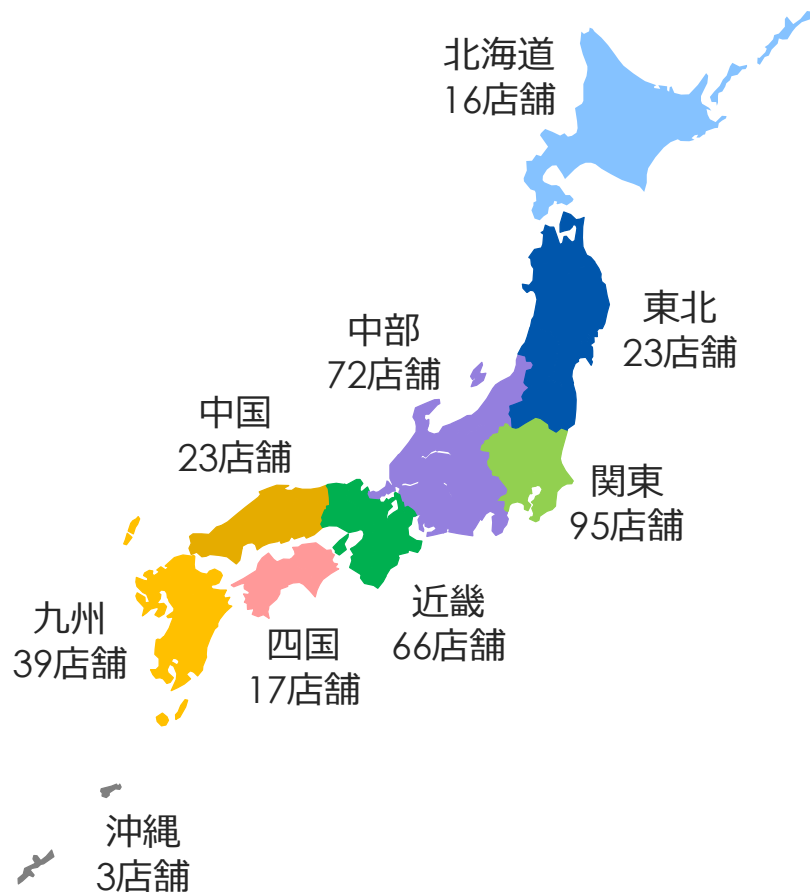 北海道
16店舗
東北
23店舗
中部
72店舗
中国
23店舗
関東
95店舗
近畿
66店舗
九州
39店舗
四国
17店舗
沖縄
3店舗